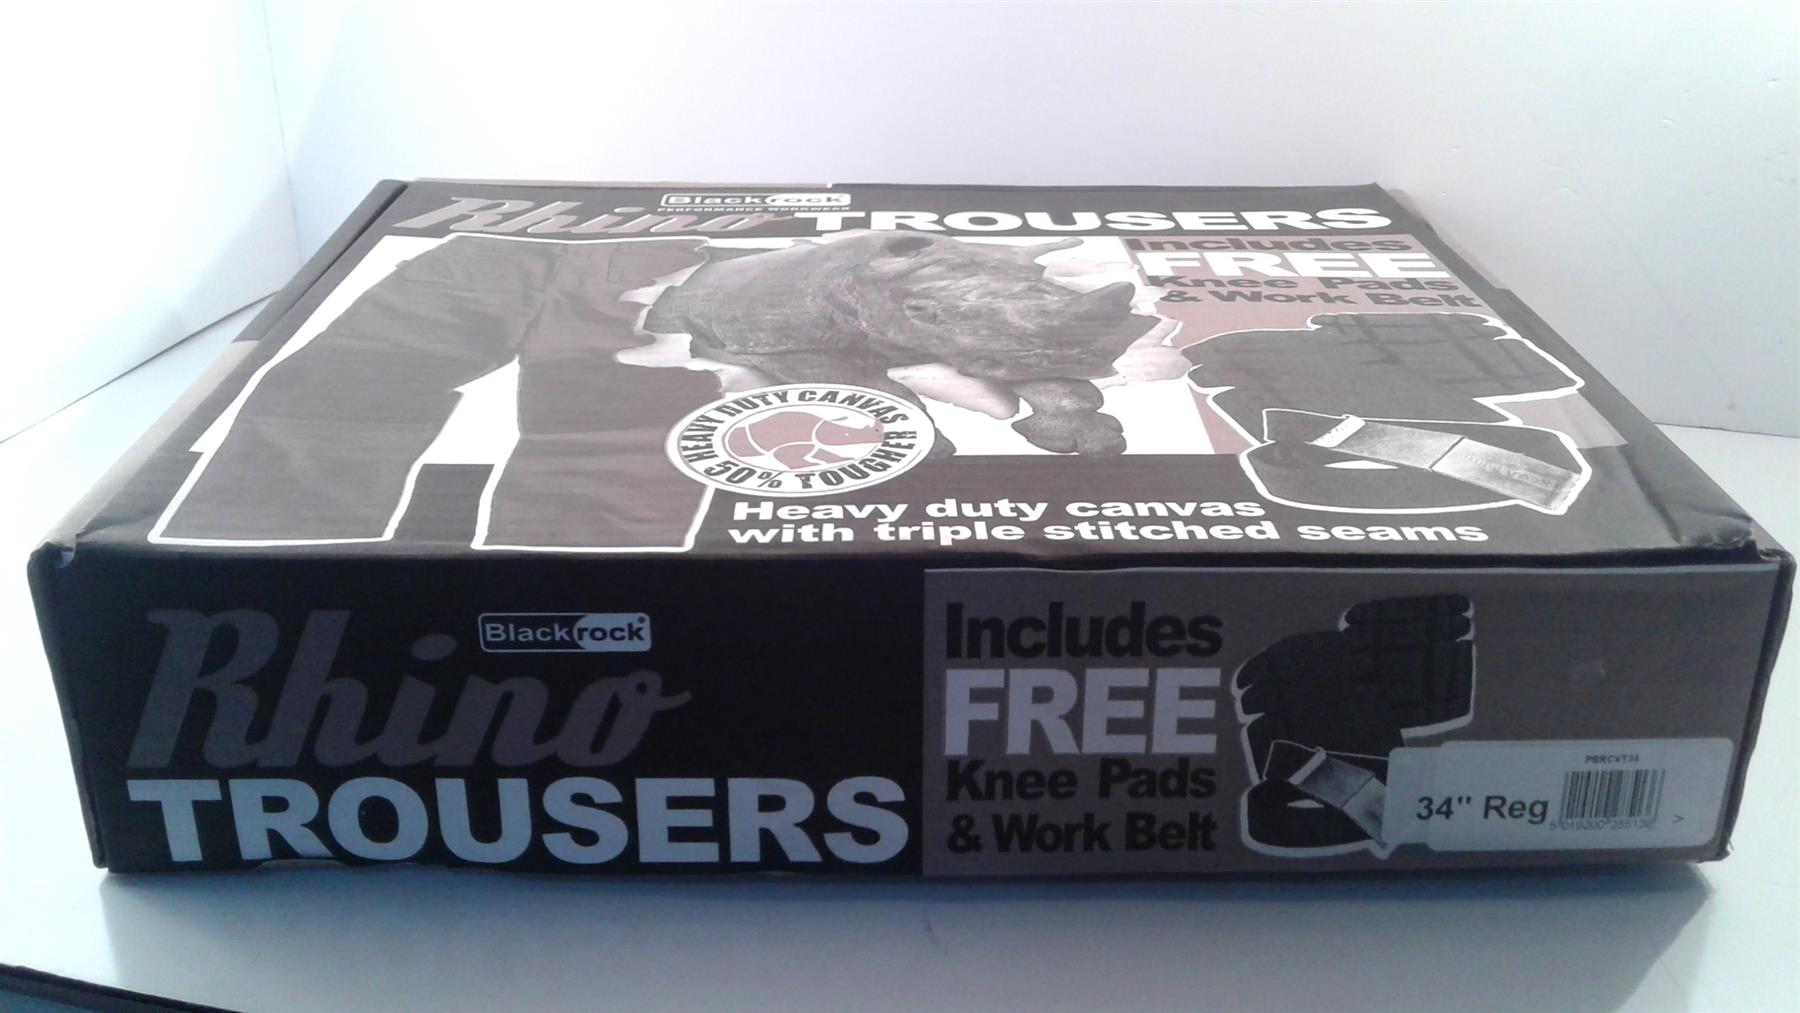 Blackrock®
PERFORMANCE WORKWEAR
Rhino TROUSERS
Includes
FREE
Knee Pads
& Work Belt
HEAVY DUTY CANVAS
50% TOUGHER
Heavy duty canvas
with triple stitched seams
Rhino
Blackrock®
TROUSERS
Includes
FREE
Knee Pads
& Work Belt
PBRCVT34
34" Reg
>